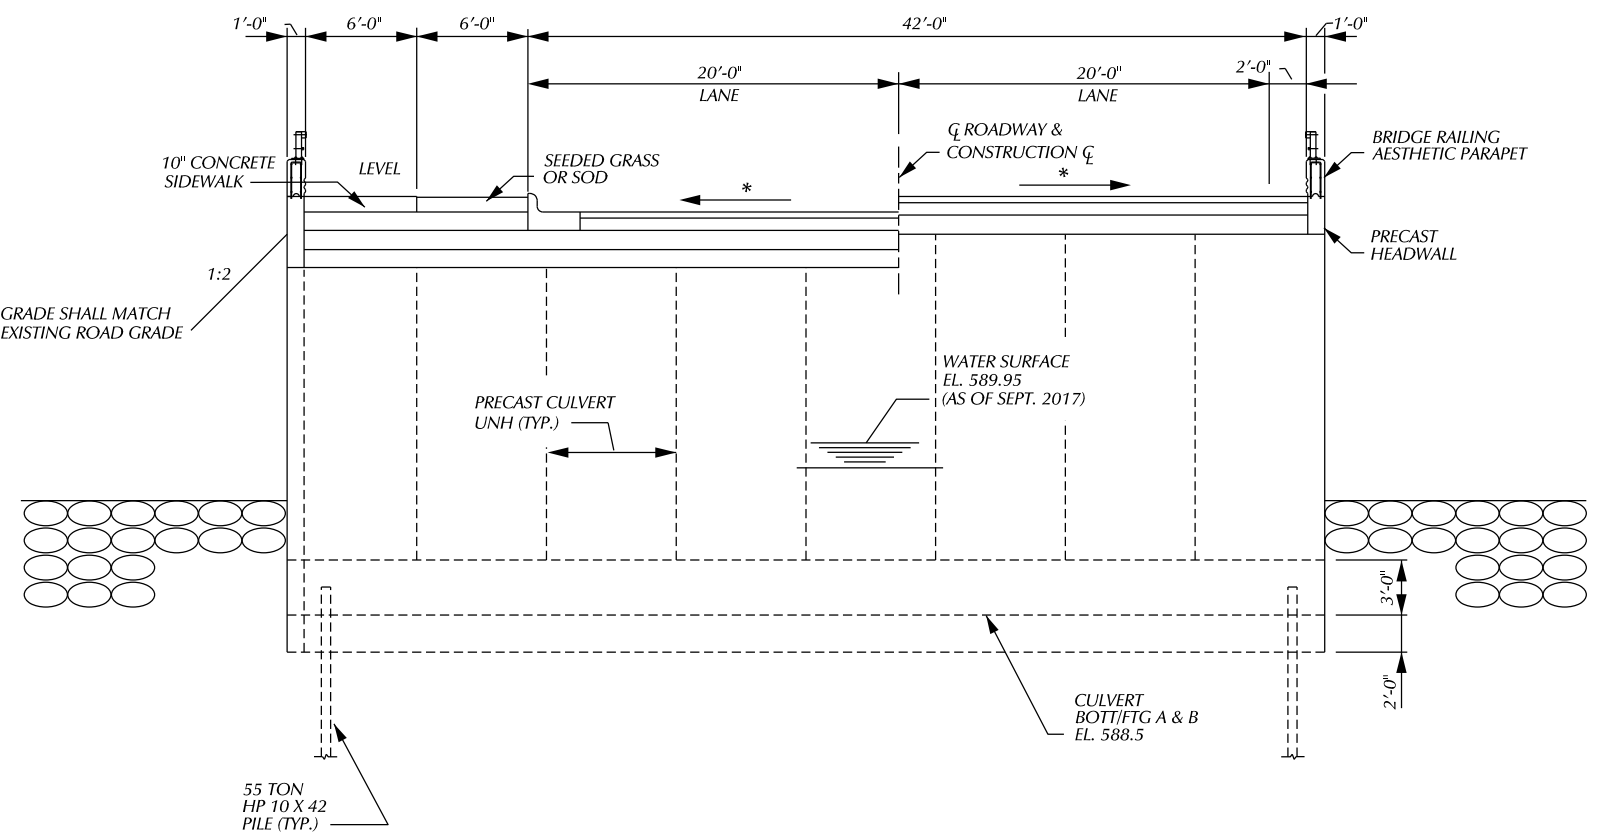 1'-0" 6'-0" 6'-0" 42'-0" 1'-0"
20'-0" 20'-0" 2'-0"
LANE LANE
℄ ROADWAY &
CONSTRUCTION ℄
BRIDGE RAILING
AESTHETIC PARAPET
10" CONCRETE
SIDEWALK
LEVEL
SEEDED GRASS
OR SOD
*
*
PRECAST
HEADWALL
1:2
GRADE SHALL MATCH
EXISTING ROAD GRADE
WATER SURFACE
EL. 589.95
(AS OF SEPT. 2017)
PRECAST CULVERT
UNH (TYP.)
3'-0"
2'-0"
CULVERT
BOTT/FTG A & B
EL. 588.5
55 TON
HP 10 X 42
PILE (TYP.)